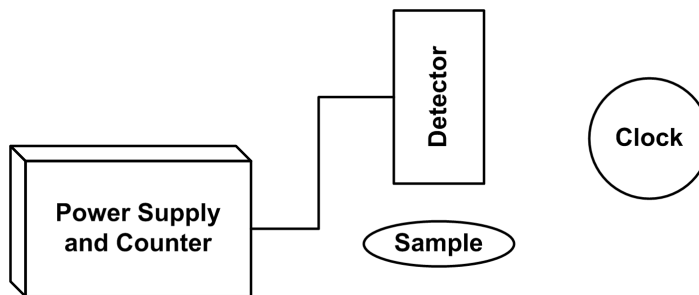 Detector
Clock
Power Supply
and Counter
Sample